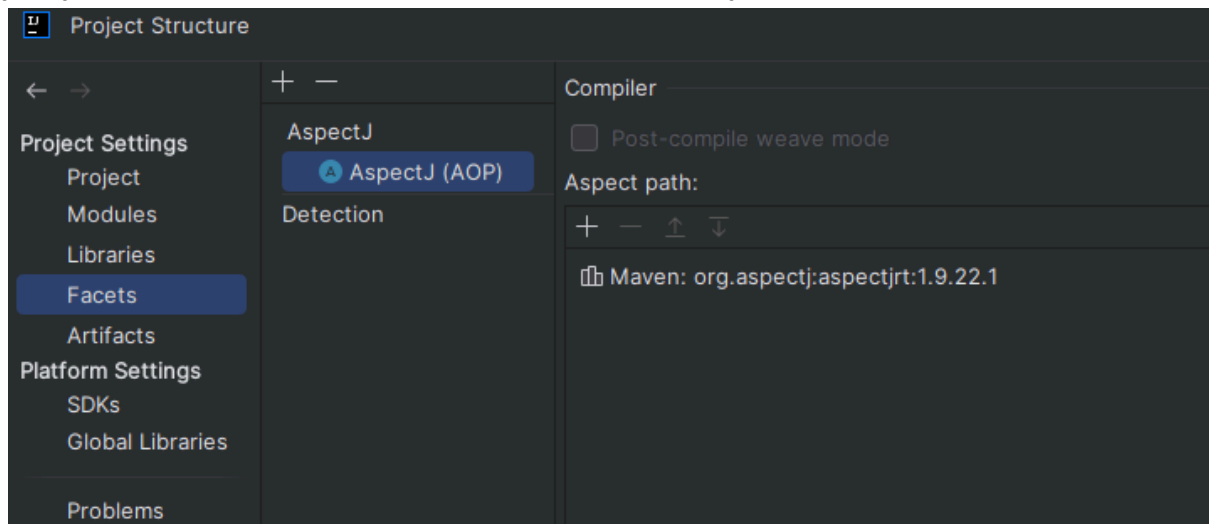 Project Structure
Project Settings
Project
Modules
Libraries
Facets
Artifacts
Platform Settings
SDKs
Global Libraries
Problems
AspectJ
A AspectJ (AOP)
Detection
Compiler
Post-compile weave mode
Aspect path:
Maven: org.aspectj:aspectjrt:1.9.22.1